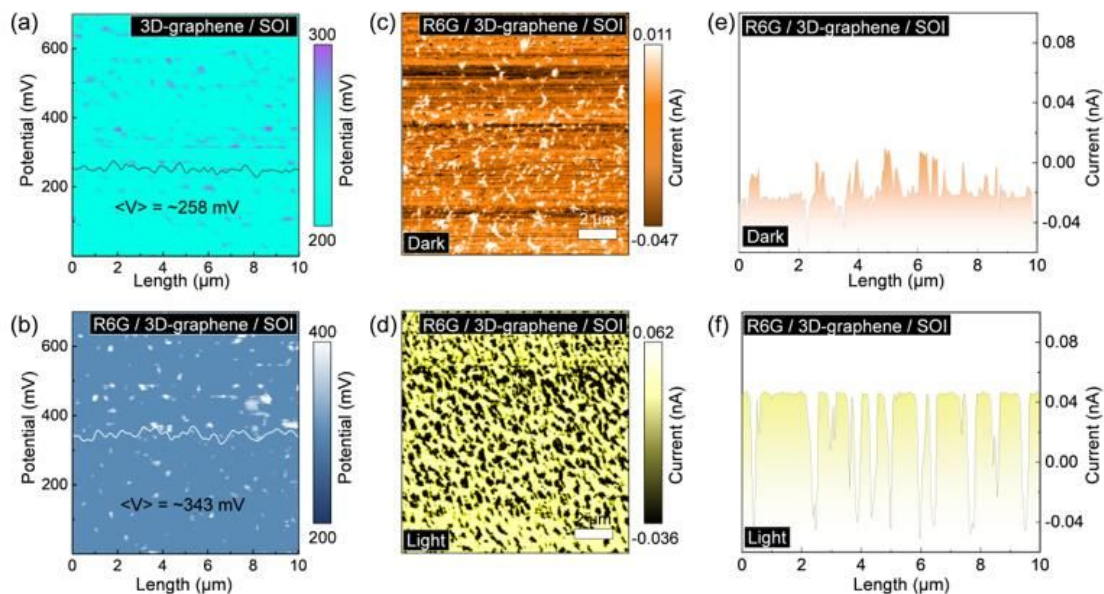 (a)
3D-graphene / SOI
600
400
200
Potential (mV)
<V> = ~258 mV
0 2 4 6 8 10
Length (µm)
300
200
Potential (mV)
(c)
R6G / 3D-graphene / SOI
0.011
-0.047
Current (nA)
Dark
2 µm
(e)
R6G / 3D-graphene / SOI
0.08
0.04
0.00
-0.04
Current (nA)
Dark
0 2 4 6 8 10
Length (µm)
(b)
R6G / 3D-graphene / SOI
600
400
200
0
Potential (mV)
<V> = ~343 mV
0 2 4 6 8 10
Length (µm)
400
200
Potential (mV)
(d)
R6G / 3D-graphene / SOI
0.062
-0.036
Current (nA)
Light
2 µm
(f)
R6G / 3D-graphene / SOI
0.08
0.04
0.00
-0.04
Current (nA)
Light
0 2 4 6 8 10
Length (µm)